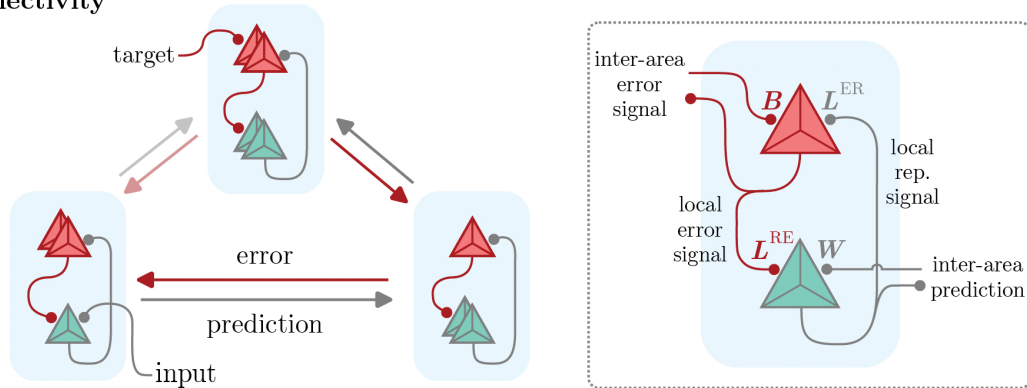 target
error
prediction
input
inter-area
error
signal
B
L^ER
local
rep.
signal
local
error
signal
L^RE
W
inter-area
prediction